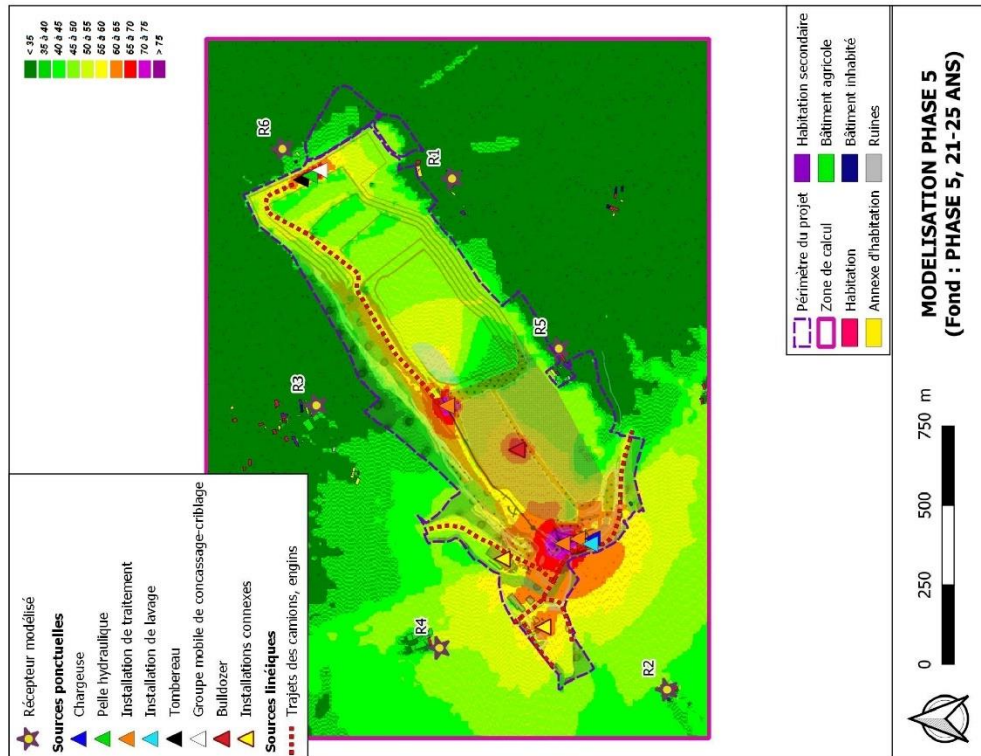 Récepteur modélisé
Sources ponctuelles
Chargeuse
Pelle hydraulique
Installation de traitement
Installation de lavage
Tombereau
Groupe mobile de concassage-criblage
Bulldozer
Installations connexes
Sources linéiques
Trajets des camions, engins
< 35
35 à 40
40 à 45
45 à 50
50 à 55
55 à 60
60 à 65
65 à 70
70 à 75
> 75
R6
R3
R1
R4
R5
R2
Périmètre du projet
Zone de calcul
Habitation
Annexe d'habitation
Habitation secondaire
Bâtiment agricole
Bâtiment inhabité
Ruines
0 250 500 750 m
MODELISATION PHASE 5
(Fond : PHASE 5, 21-25 ANS)